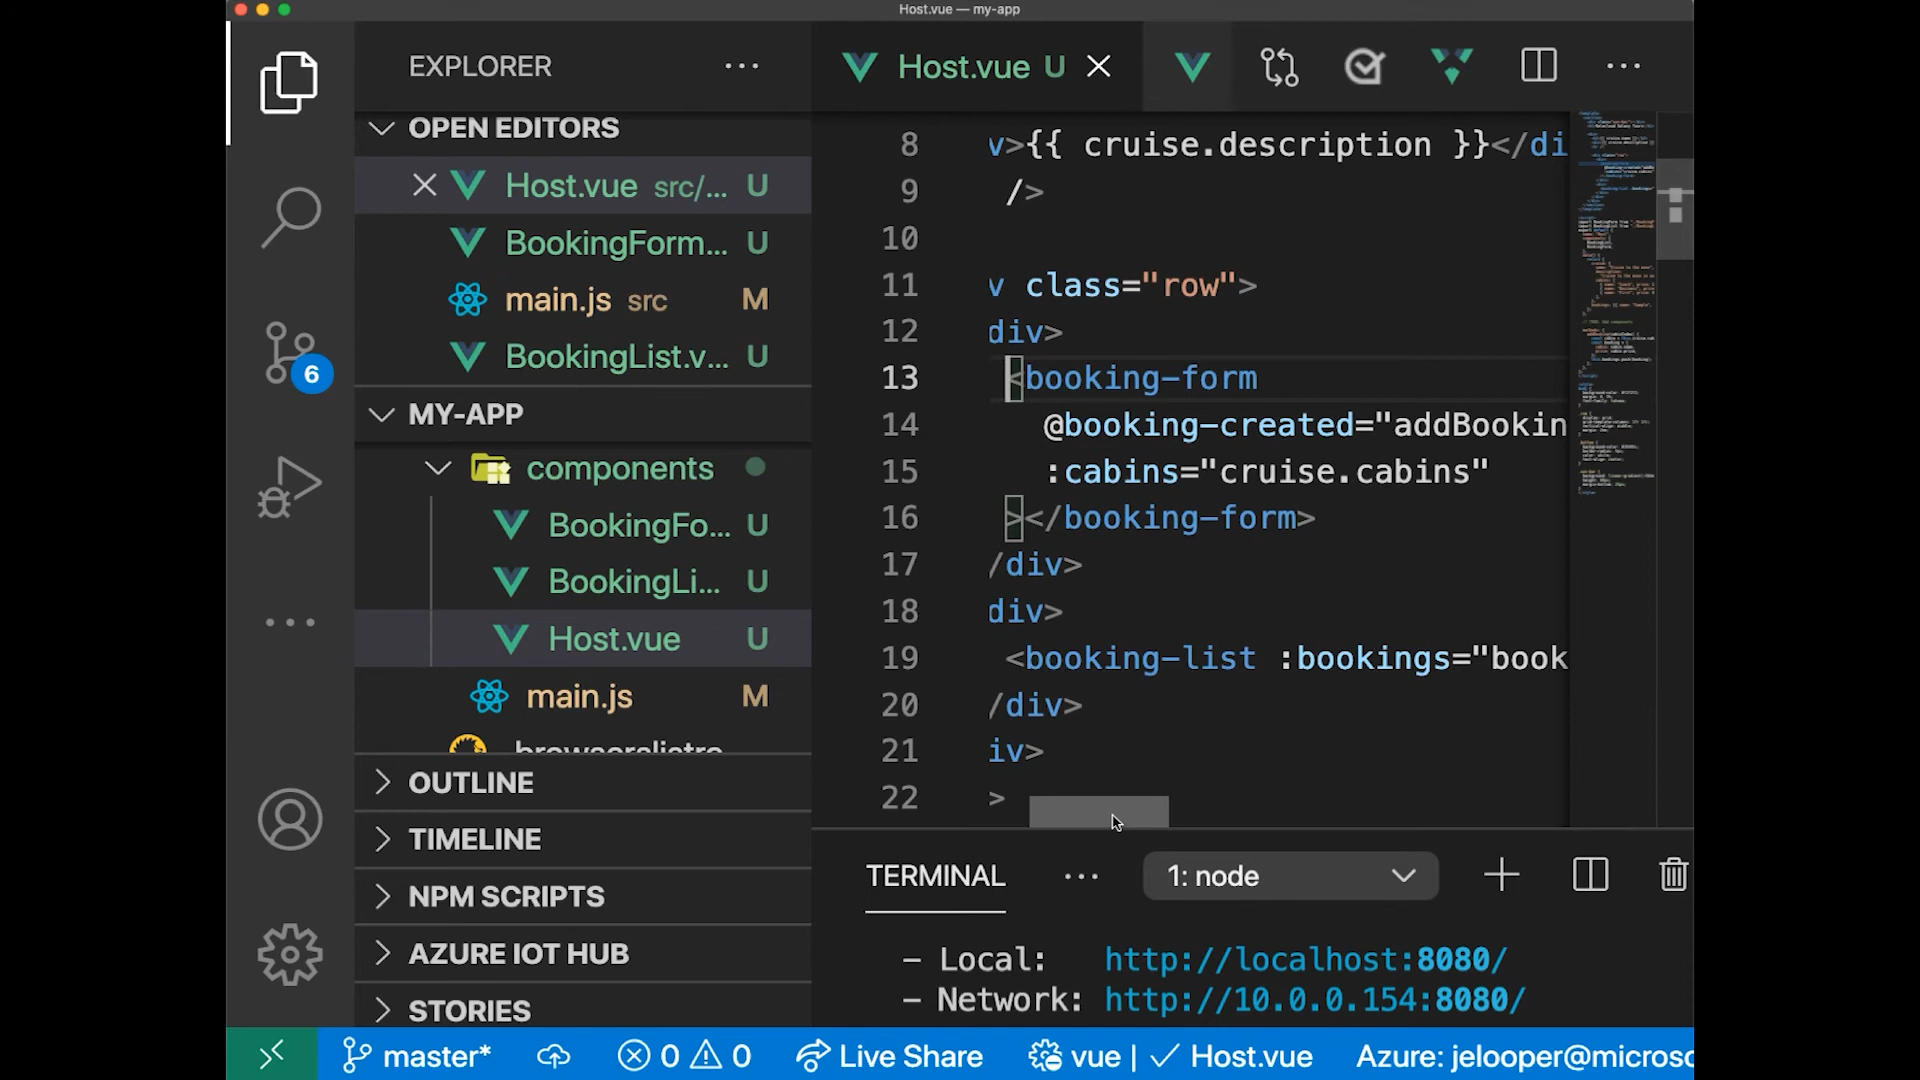 Host.vue — my-app
EXPLORER
Host.vue U
OPEN EDITORS
Host.vue src/... U
BookingForm... U
main.js src M
BookingList.v... U
MY-APP
components
BookingFo... U
BookingLi... U
Host.vue U
main.js M
OUTLINE
TIMELINE
NPM SCRIPTS
AZURE IOT HUB
STORIES
6
8 v>{{ cruise.description }}</di
9 />
10
11 v class="row">
12 div>
13 <booking-form
14 @booking-created="addBookin
15 :cabins="cruise.cabins"
16 ></booking-form>
17 /div>
18 div>
19 <booking-list :bookings="book
20 /div>
21 iv>
22 >
TERMINAL
1: node
– Local: http://localhost:8080/
– Network: http://10.0.0.154:8080/
master* 0 0 Live Share vue | Host.vue Azure: jelooper@microso